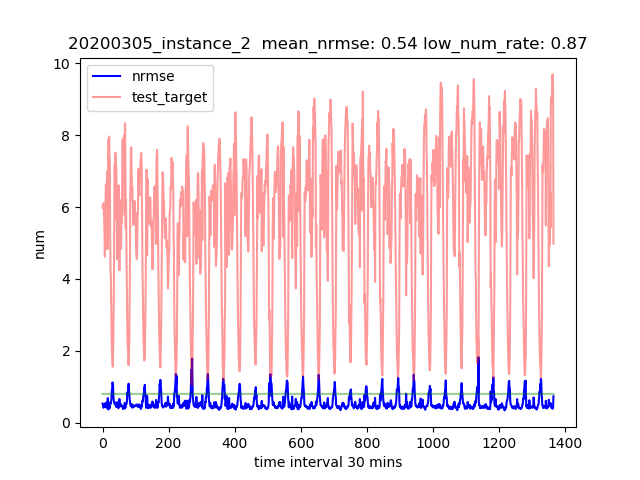 20200305_instance_2  mean_nrmse: 0.54 low_num_rate: 0.87
nrmse
test_target
10
8
6
4
2
0
num
0 200 400 600 800 1000 1200 1400
time interval 30 mins